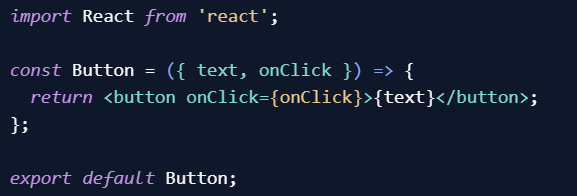 import React from 'react';
const Button = ({ text, onClick }) => {
  return <button onClick={onClick}>{text}</button>;
};
export default Button;